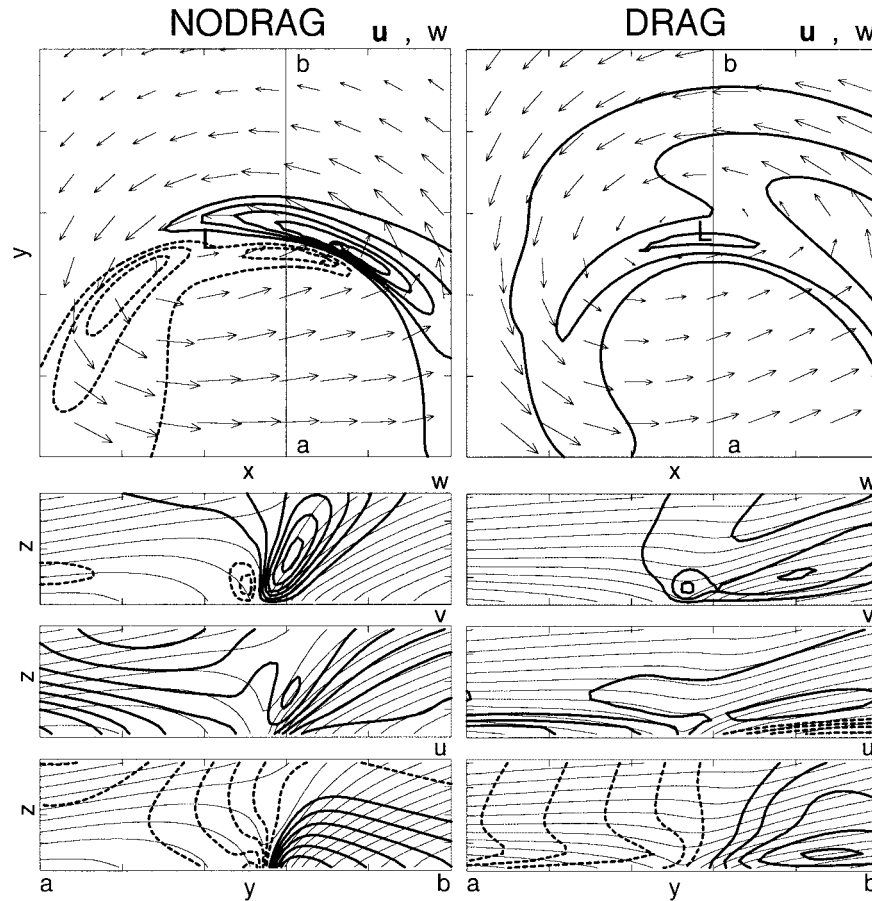 NODRAG u , w DRAG u , w
b b
L L
y
a a
x w x w
z
v v
z
u u
z
a y b a y b